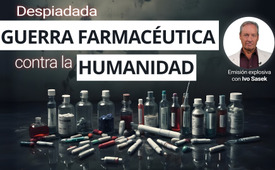 Despiadada
GUERRA FARMACÉUTICA
contra la HUMANIDAD
Emisión explosiva
con Ivo Sasek